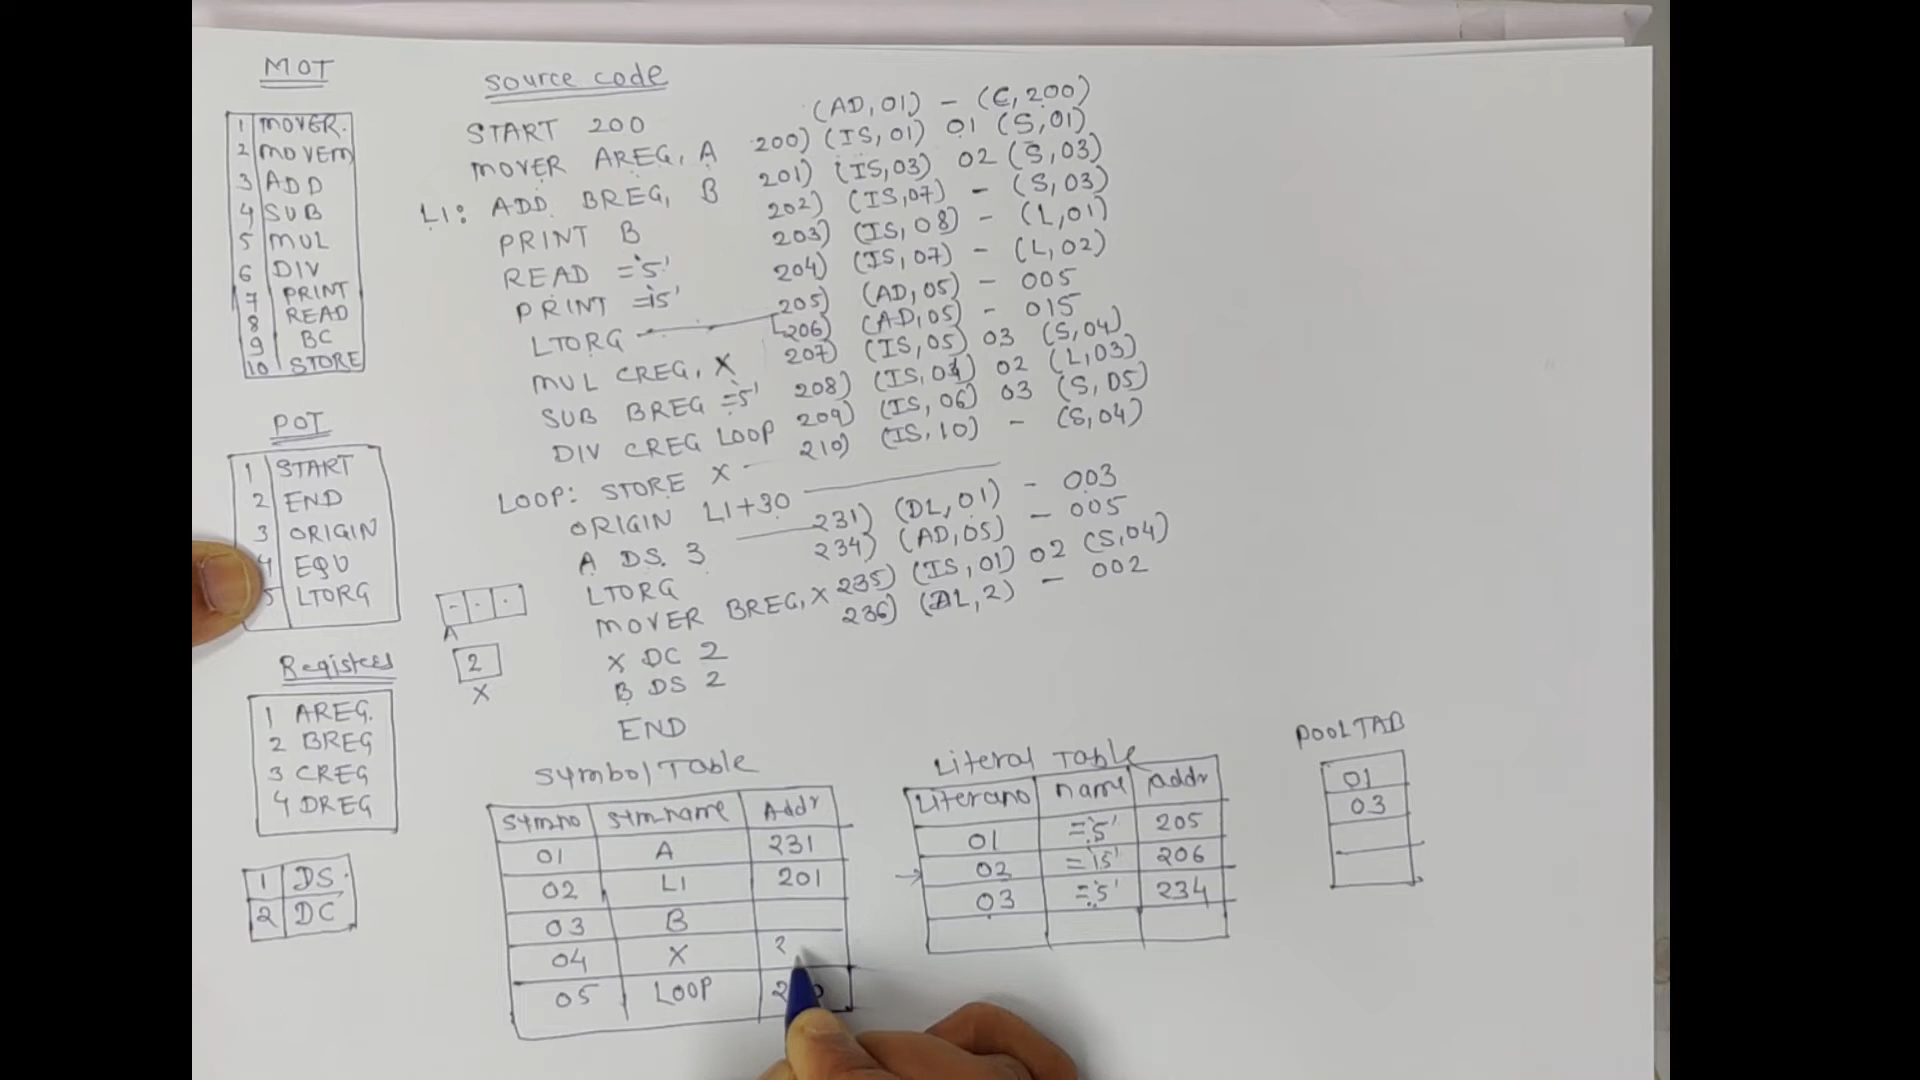 MOT
1 MOVER.
2 MOVEM
3 ADD
4 SUB
5 MUL
6 DIV
7 PRINT
8 READ
9 BC
10 STORE
POT
1 START
2 END
3 ORIGIN
4 EQU
5 LTORG
Registers
1 AREG.
2 BREG
3 CREG
4 DREG
1 DS.
2 DC
source code
START 200 (AD,01) - (C,200)
MOVER AREG, A 200) (IS,01) 01 (S,01)
L1: ADD BREG, B 201) (IS,03) 02 (S,03)
PRINT B 202) (IS,07) - (S,03)
READ ='5' 203) (IS,08) - (L,01)
PRINT ='15' 204) (IS,07) - (L,02)
LTORG 205) (AD,05) - 005
206) (AD,05) - 015
MUL CREG, X 207) (IS,05) 03 (S,04)
SUB BREG ='5' 208) (IS,04) 02 (L,03)
DIV CREG LOOP 209) (IS,06) 03 (S,05)
LOOP: STORE X 210) (IS,10) - (S,04)
ORIGIN L1+30
A DS. 3 231) (DL,01) - 003
LTORG 234) (AD,05) - 005
MOVER BREG, X 235) (IS,01) 02 (S,04)
X DC 2 236) (DL,2) - 002
B DS 2
END
A
2
X
Symbol Table
Symno Symname Addr
01 A 231
02 L1 201
03 B
04 X 2
05 LOOP
Literal Table
Literano name Addr
01 ='5' 205
02 ='15' 206
03 ='5' 234
POOLTAB
01
03